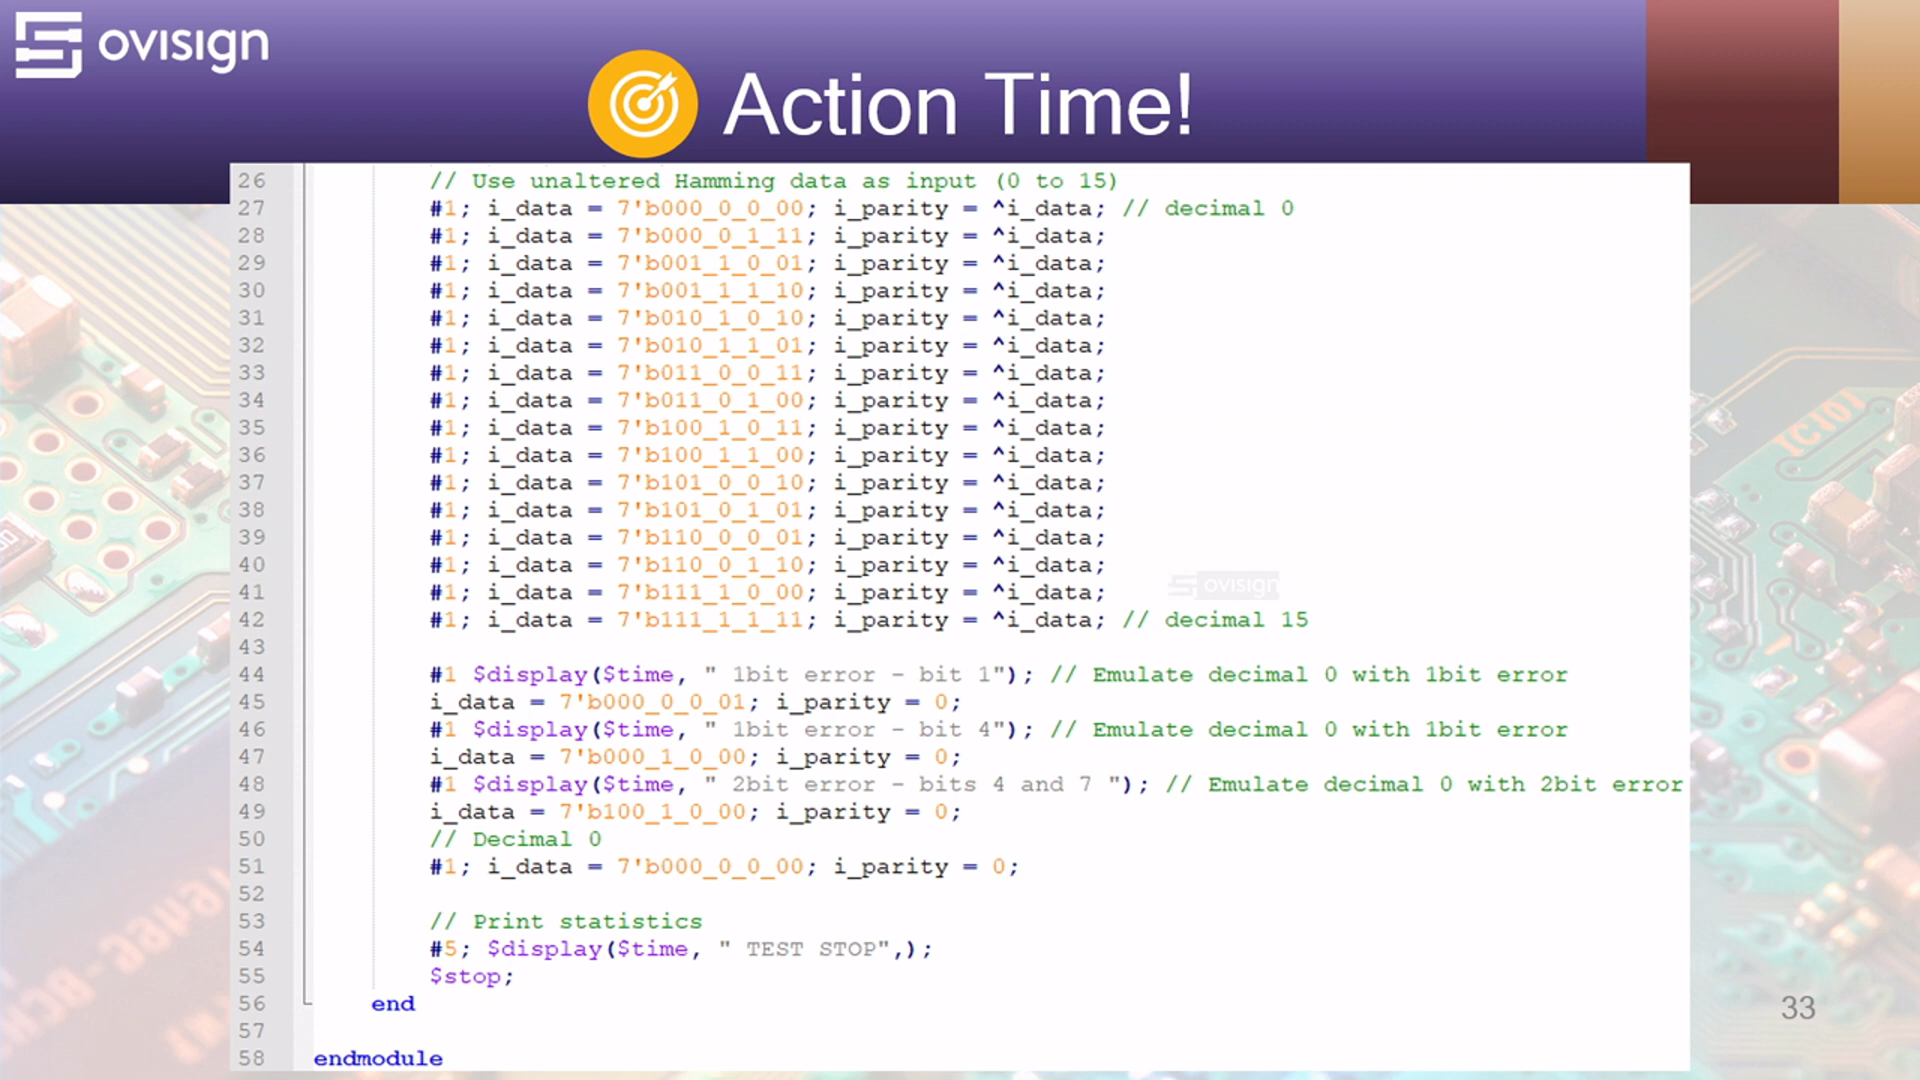 ovisign
Action Time!
26 // Use unaltered Hamming data as input (0 to 15)
27 #1; i_data = 7'b000_0_0_00; i_parity = ^i_data; // decimal 0
28 #1; i_data = 7'b000_0_1_11; i_parity = ^i_data;
29 #1; i_data = 7'b001_1_0_01; i_parity = ^i_data;
30 #1; i_data = 7'b001_1_1_10; i_parity = ^i_data;
31 #1; i_data = 7'b010_1_0_10; i_parity = ^i_data;
32 #1; i_data = 7'b010_1_1_01; i_parity = ^i_data;
33 #1; i_data = 7'b011_0_0_11; i_parity = ^i_data;
34 #1; i_data = 7'b011_0_1_00; i_parity = ^i_data;
35 #1; i_data = 7'b100_1_0_11; i_parity = ^i_data;
36 #1; i_data = 7'b100_1_1_00; i_parity = ^i_data;
37 #1; i_data = 7'b101_0_0_10; i_parity = ^i_data;
38 #1; i_data = 7'b101_0_1_01; i_parity = ^i_data;
39 #1; i_data = 7'b110_0_0_01; i_parity = ^i_data;
40 #1; i_data = 7'b110_0_1_10; i_parity = ^i_data;
41 #1; i_data = 7'b111_1_0_00; i_parity = ^i_data;
42 #1; i_data = 7'b111_1_1_11; i_parity = ^i_data; // decimal 15
43
44 #1 $display($time, " 1bit error - bit 1"); // Emulate decimal 0 with 1bit error
45 i_data = 7'b000_0_0_01; i_parity = 0;
46 #1 $display($time, " 1bit error - bit 4"); // Emulate decimal 0 with 1bit error
47 i_data = 7'b000_1_0_00; i_parity = 0;
48 #1 $display($time, " 2bit error - bits 4 and 7 "); // Emulate decimal 0 with 2bit error
49 i_data = 7'b100_1_0_00; i_parity = 0;
50 // Decimal 0
51 #1; i_data = 7'b000_0_0_00; i_parity = 0;
52
53 // Print statistics
54 #5; $display($time, " TEST STOP",);
55 $stop;
56 end
57
58 endmodule
ovisign
IC101
33